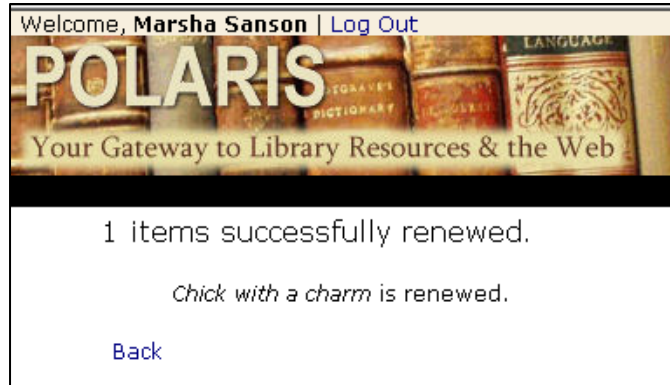 Welcome, Marsha Sanson | Log Out
LANGUAGE
POLARIS
DICTIONARY
Your Gateway to Library Resources & the Web
1 items successfully renewed.
Chick with a charm is renewed.
Back